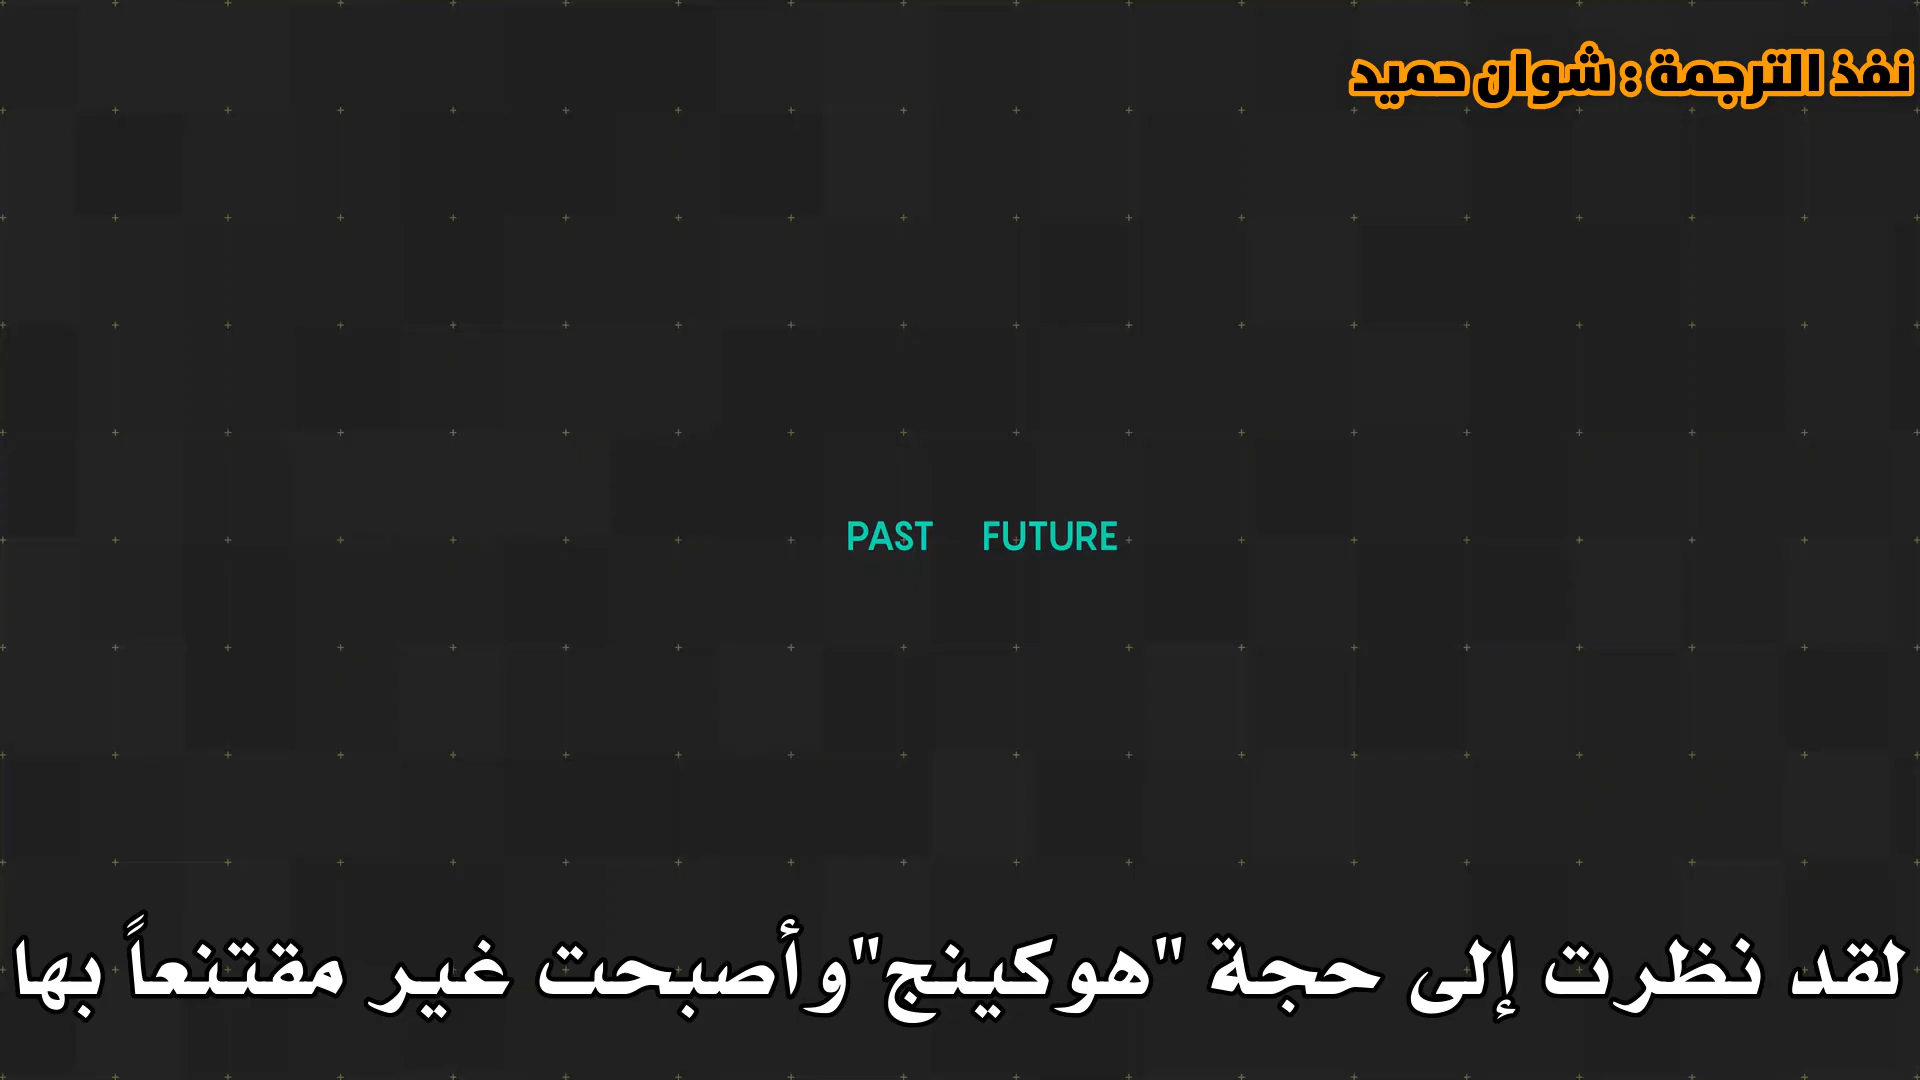 نفذ الترجمة : شوان حميد
PAST FUTURE
لقد نظرت إلى حجة "هوكينج"وأصبحت غير مقتنعاً بها